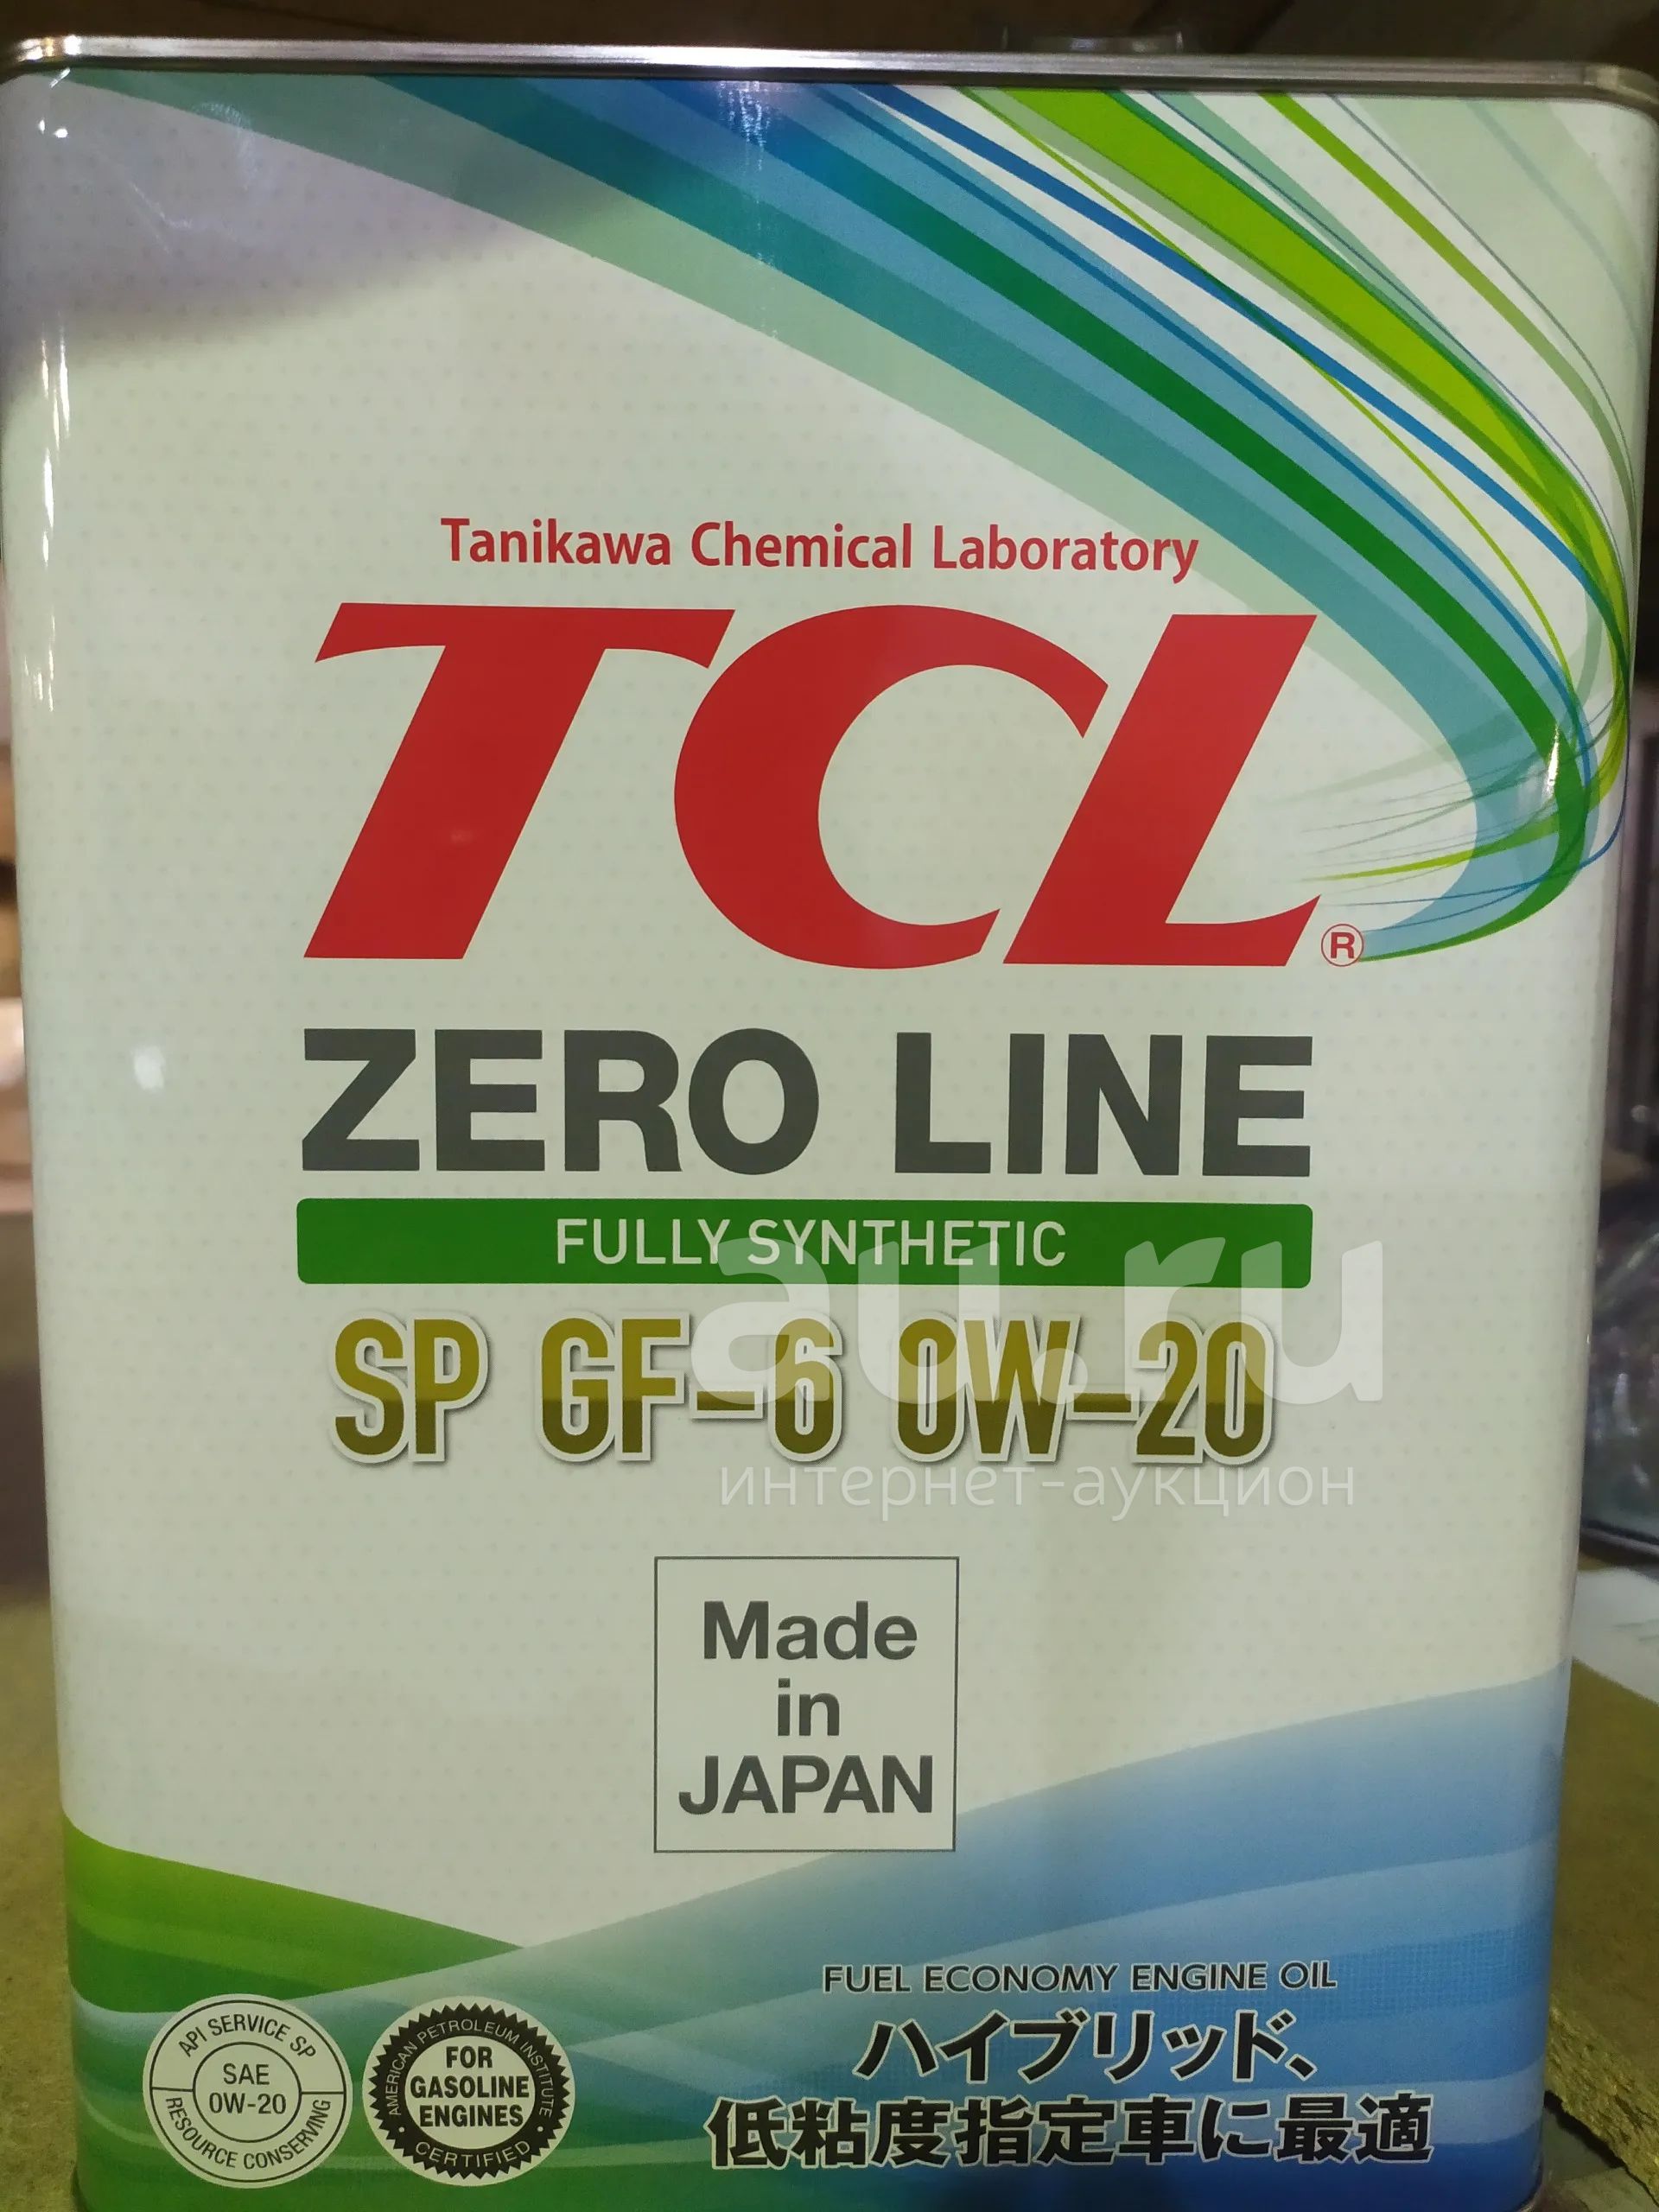 Tanikawa Chemical Laboratory
TCL®
ZERO LINE
FULLY SYNTHETIC
SP GF-6 0W-20
au.ru
интернет-аукцион
Made
in
JAPAN
FUEL ECONOMY ENGINE OIL
ハイブリッド、
低粘度指定車に最適
API SERVICE SP
SAE
0W-20
RESOURCE CONSERVING
AMERICAN PETROLEUM INSTITUTE
FOR
GASOLINE
ENGINES
CERTIFIED